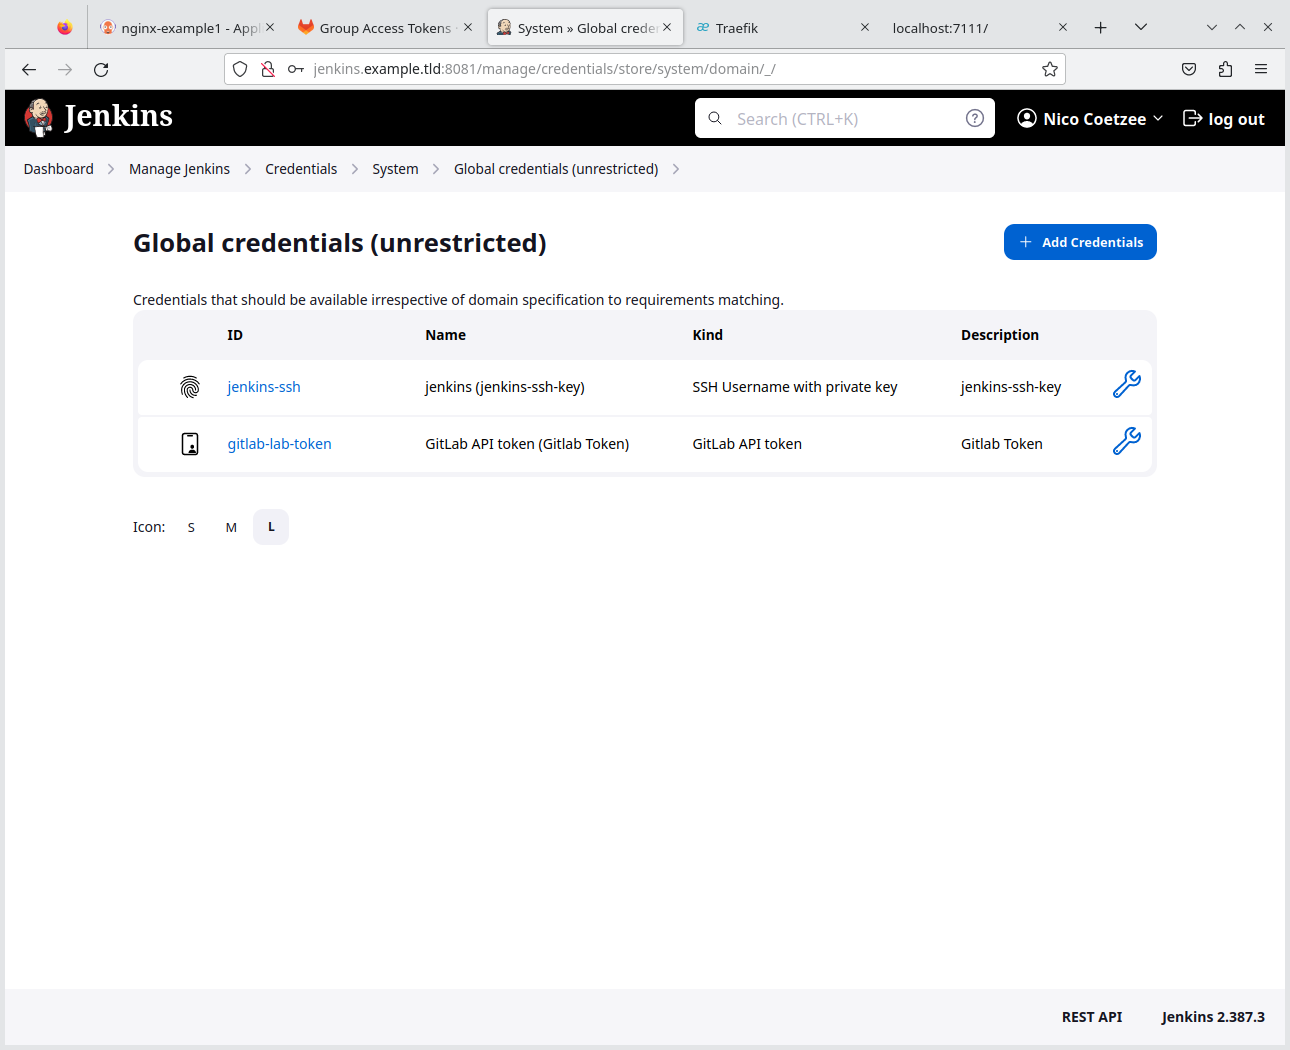 nginx-example1 - Appl
Group Access Tokens ·
System » Global creder
Traefik
localhost:7111/
jenkins.example.tld:8081/manage/credentials/store/system/domain/_/
Jenkins
Search (CTRL+K)
Nico Coetzee
log out
Dashboard
Manage Jenkins
Credentials
System
Global credentials (unrestricted)
Global credentials (unrestricted)
Add Credentials
Credentials that should be available irrespective of domain specification to requirements matching.
ID Name Kind Description
jenkins-ssh jenkins (jenkins-ssh-key) SSH Username with private key jenkins-ssh-key
gitlab-lab-token GitLab API token (Gitlab Token) GitLab API token Gitlab Token
Icon: S M L
REST API Jenkins 2.387.3